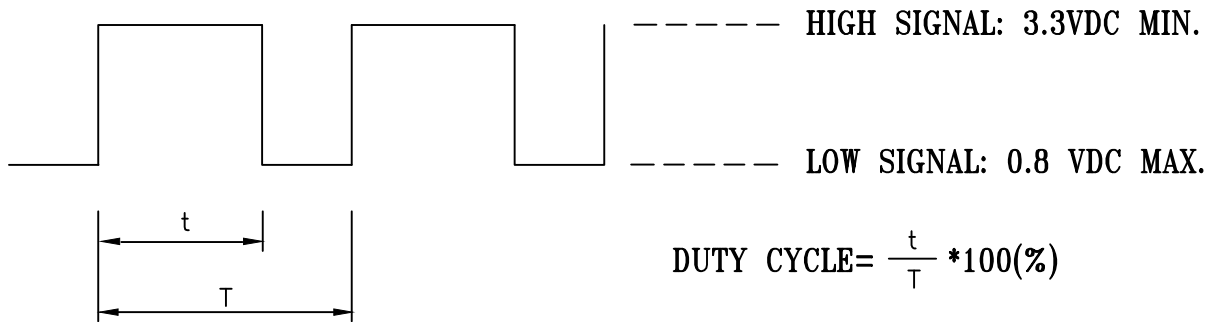 HIGH SIGNAL: 3.3VDC MIN.
LOW SIGNAL: 0.8 VDC MAX.
t
DUTY CYCLE= t/T *100(%)
T